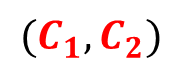 (C₁, C₂)